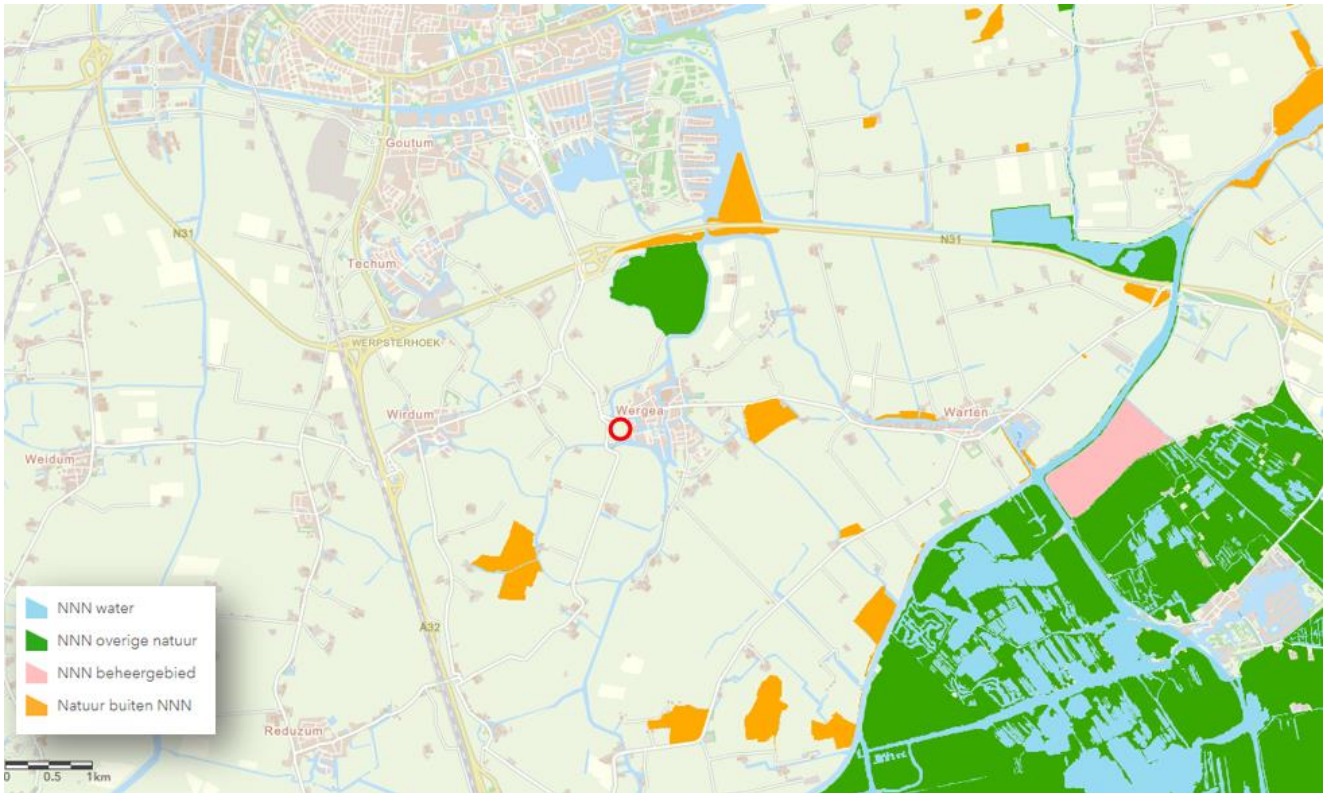 Goutum
N31
Techum
N31
WERPSTERHOEK
Wirdum
Wergea
Warten
Weidum
A32
Reduzum
NNN water
NNN overige natuur
NNN beheergebied
Natuur buiten NNN
0 0.5 1km